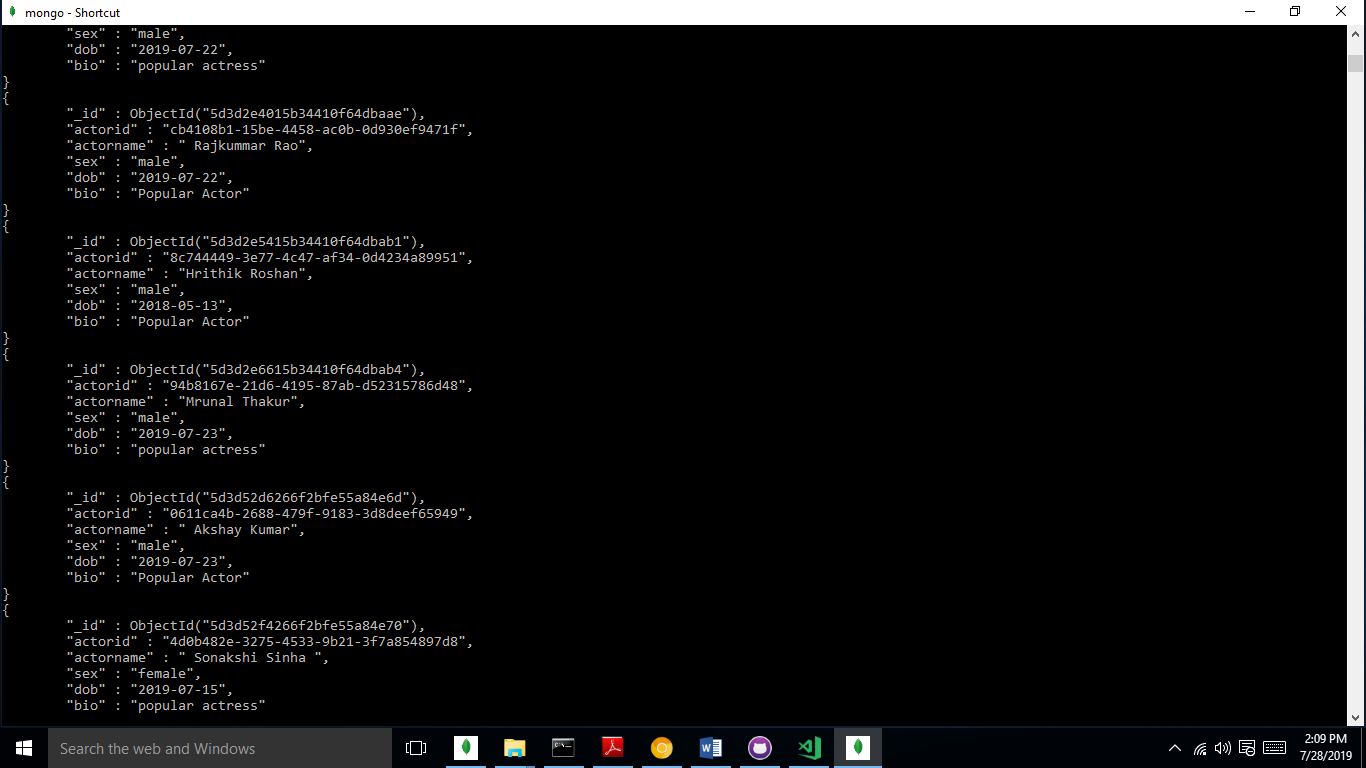 mongo - Shortcut
"sex" : "male",
"dob" : "2019-07-22",
"bio" : "popular actress"
}
{
"_id" : ObjectId("5d3d2e4015b34410f64dbaae"),
"actorid" : "cb4108b1-15be-4458-ac0b-0d930ef9471f",
"actorname" : " Rajkummar Rao",
"sex" : "male",
"dob" : "2019-07-22",
"bio" : "Popular Actor"
}
{
"_id" : ObjectId("5d3d2e5415b34410f64dbab1"),
"actorid" : "8c744449-3e77-4c47-af34-0d4234a89951",
"actorname" : "Hrithik Roshan",
"sex" : "male",
"dob" : "2018-05-13",
"bio" : "Popular Actor"
}
{
"_id" : ObjectId("5d3d2e6615b34410f64dbab4"),
"actorid" : "94b8167e-21d6-4195-87ab-d52315786d48",
"actorname" : "Mrunal Thakur",
"sex" : "male",
"dob" : "2019-07-23",
"bio" : "popular actress"
}
{
"_id" : ObjectId("5d3d52d6266f2bfe55a84e6d"),
"actorid" : "0611ca4b-2688-479f-9183-3d8deef65949",
"actorname" : " Akshay Kumar",
"sex" : "male",
"dob" : "2019-07-23",
"bio" : "Popular Actor"
}
{
"_id" : ObjectId("5d3d52f4266f2bfe55a84e70"),
"actorid" : "4d0b482e-3275-4533-9b21-3f7a854897d8",
"actorname" : " Sonakshi Sinha ",
"sex" : "female",
"dob" : "2019-07-15",
"bio" : "popular actress"
Search the web and Windows
2:09 PM
7/28/2019